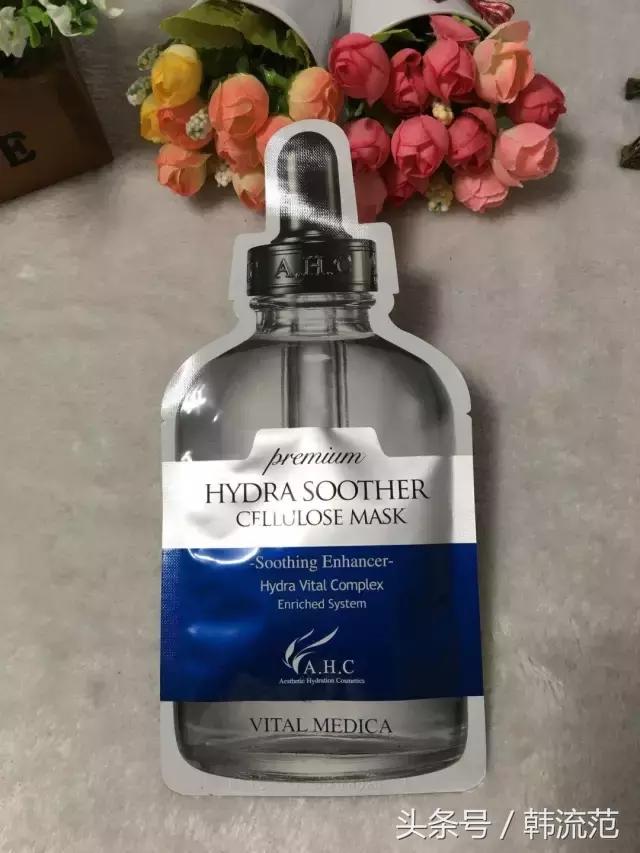 E
A.H.C
premium
HYDRA SOOTHER
CELLULOSE MASK
-Soothing Enhancer-
Hydra Vital Complex
Enriched System
A.H.C
Aesthetic Hydration Cosmetics
VITAL MEDICA
头条号 / 韩流范